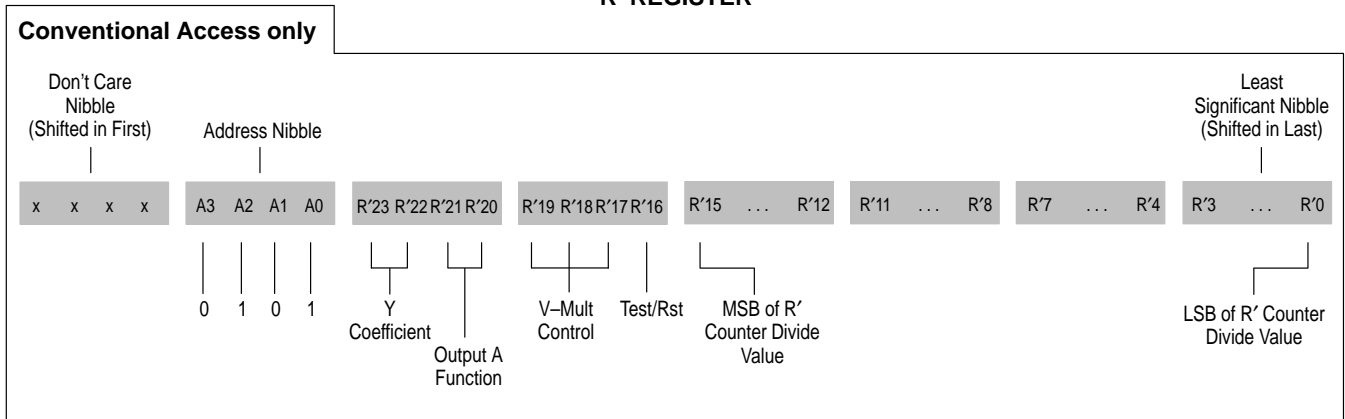 R′ REGISTER
Conventional Access only
Don't Care
Nibble
(Shifted in First)
Address Nibble
Least
Significant Nibble
(Shifted in Last)
x x x x A3 A2 A1 A0 R′23 R′22 R′21 R′20 R′19 R′18 R′17 R′16 R′15 . . . R′12 R′11 . . . R′8 R′7 . . . R′4 R′3 . . . R′0
0 1 0 1
Y
Coefficient
Output A
Function
V–Mult
Control
Test/Rst
MSB of R′
Counter Divide
Value
LSB of R′ Counter
Divide Value